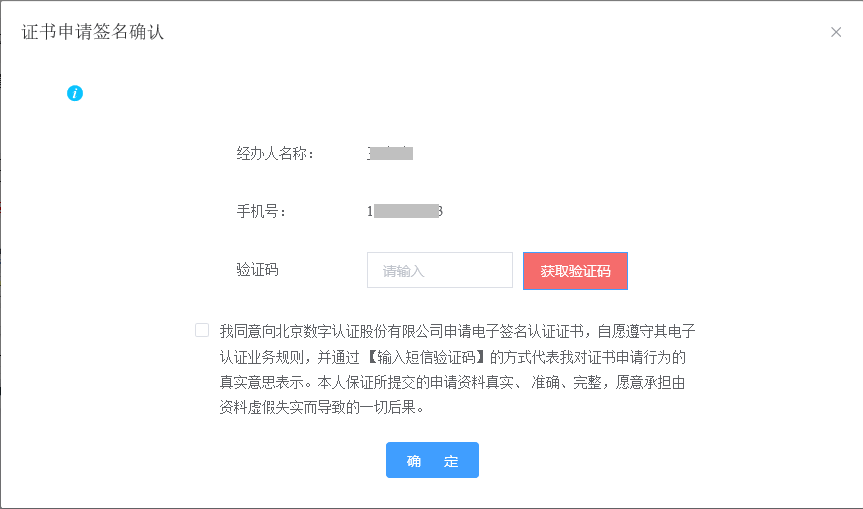 证书申请签名确认
经办人名称：
手机号： 1 3
验证码 请输入 获取验证码
我同意向北京数字认证股份有限公司申请电子签名认证证书，自愿遵守其电子
认证业务规则，并通过 【输入短信验证码】的方式代表我对证书申请行为的
真实意思表示。本人保证所提交的申请资料真实、 准确、完整，愿意承担由
资料虚假失实而导致的一切后果。
确 定